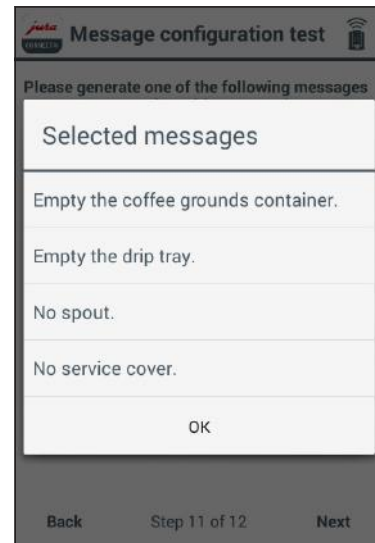 jura
CONNECTOR
Message configuration test
Please generate one of the following messages
Selected messages
Empty the coffee grounds container.
Empty the drip tray.
No spout.
No service cover.
OK
Back Step 11 of 12 Next